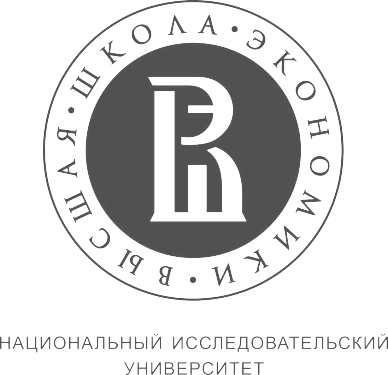 ВЫСШАЯ • ШКОЛА • ЭКОНОМИКИ •
НАЦИОНАЛЬНЫЙ ИССЛЕДОВАТЕЛЬСКИЙ
УНИВЕРСИТЕТ